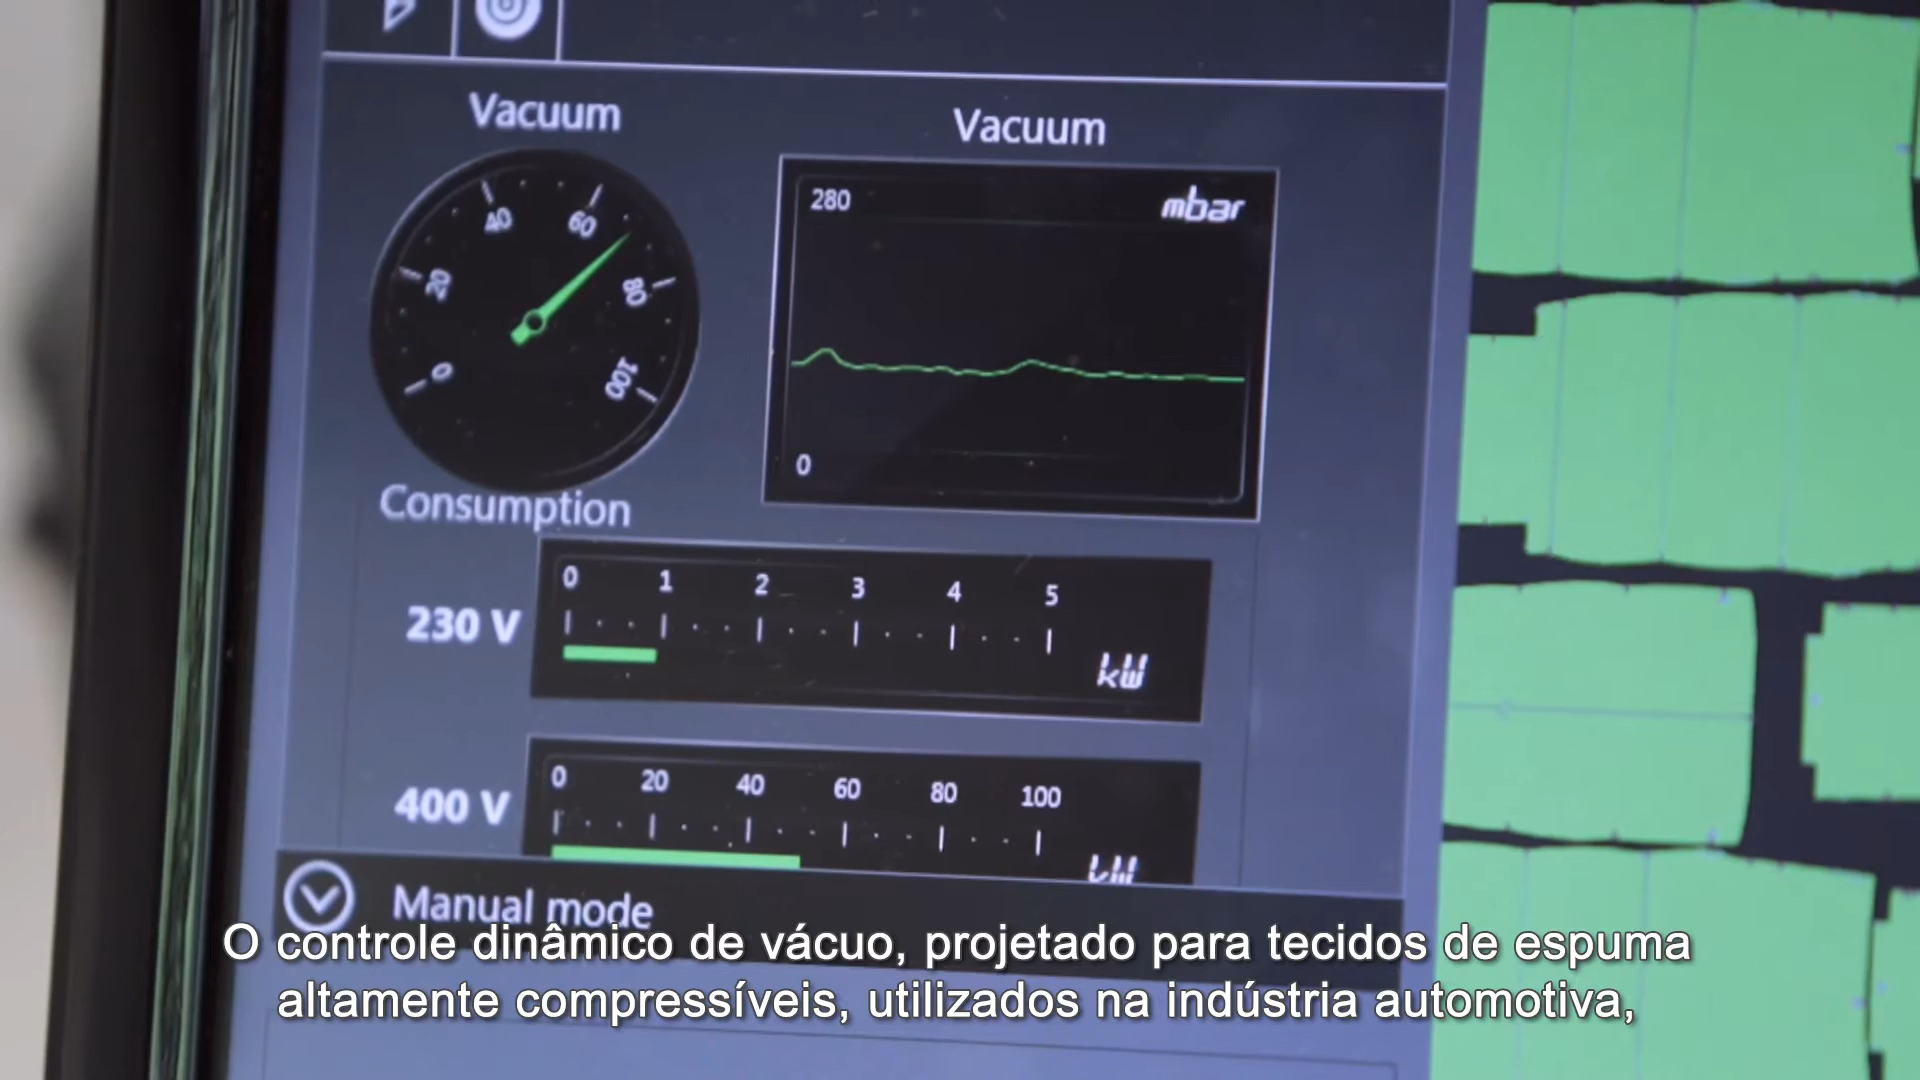 Vacuum
0
20
40
60
80
100
Vacuum
280
mbar
0
Consumption
230 V
0 1 2 3 4 5
kW
400 V
0 20 40 60 80 100
kW
Manual mode
O controle dinâmico de vácuo, projetado para tecidos de espuma
altamente compressíveis, utilizados na indústria automotiva,